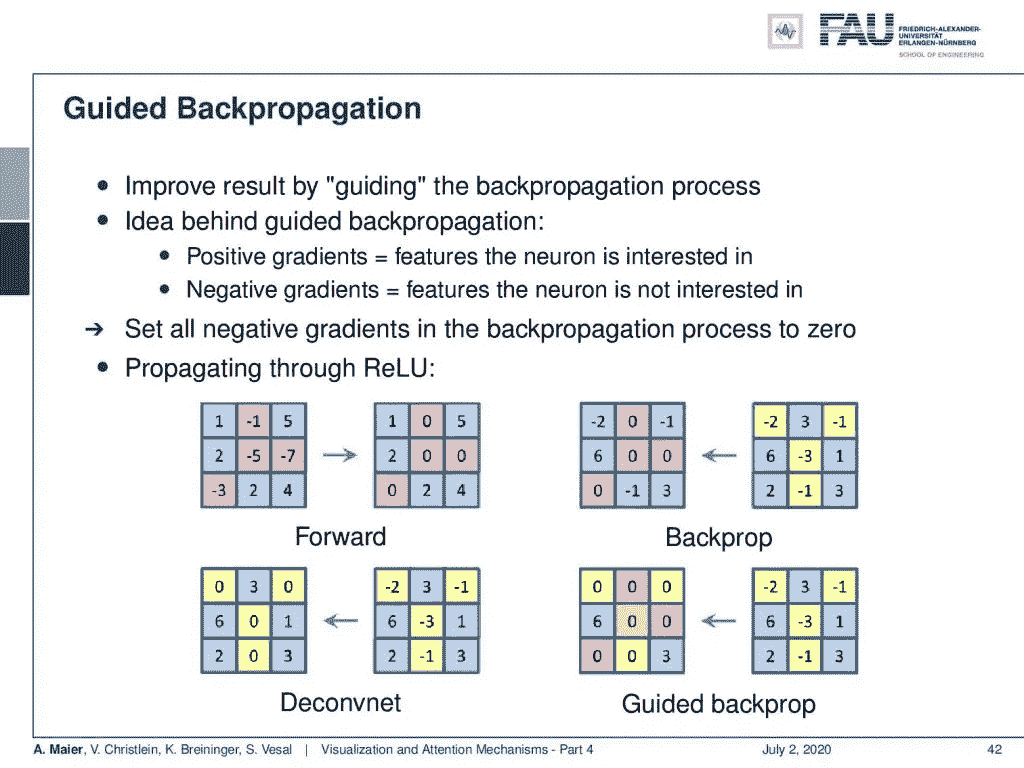 FAU
FRIEDRICH-ALEXANDER-
UNIVERSITÄT
ERLANGEN-NÜRNBERG
SCHOOL OF ENGINEERING
Guided Backpropagation
• Improve result by "guiding" the backpropagation process
• Idea behind guided backpropagation:
• Positive gradients = features the neuron is interested in
• Negative gradients = features the neuron is not interested in
➔ Set all negative gradients in the backpropagation process to zero
• Propagating through ReLU:
1 -1 5 → 1 0 5
2 -5 -7 2 0 0
-3 2 4 0 2 4
Forward
-2 0 -1 ← -2 3 -1
6 0 0 6 -3 1
0 -1 3 2 -1 3
Backprop
0 3 0 ← -2 3 -1
6 0 1 6 -3 1
2 0 3 2 -1 3
Deconvnet
0 0 0 ← -2 3 -1
6 0 0 6 -3 1
0 0 3 2 -1 3
Guided backprop
A. Maier, V. Christlein, K. Breininger, S. Vesal | Visualization and Attention Mechanisms - Part 4 July 2, 2020 42